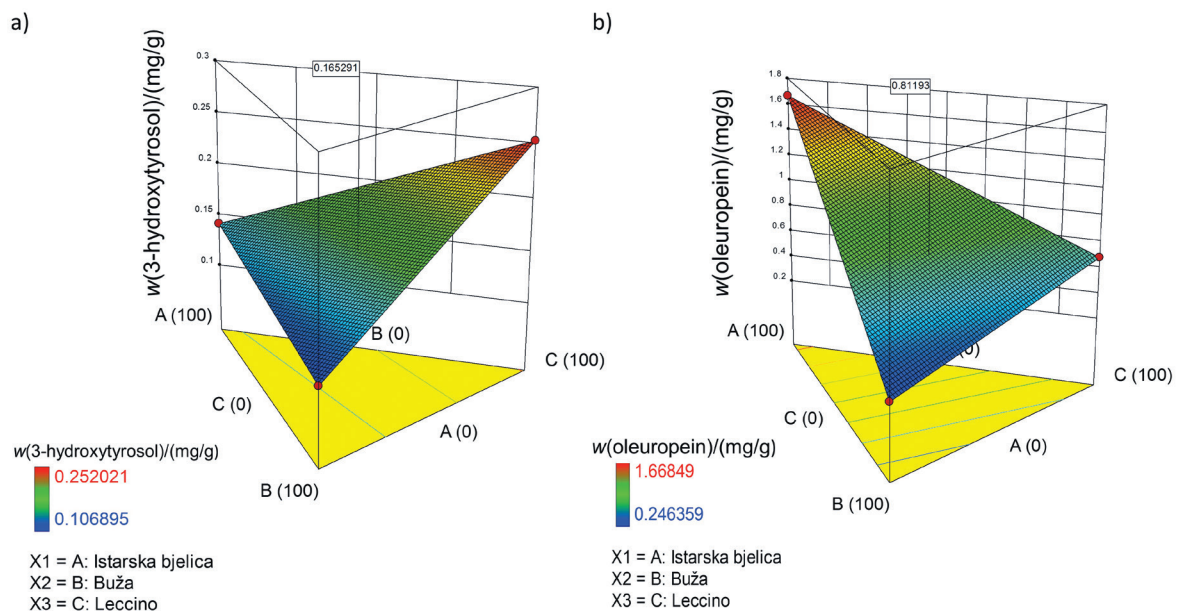 a)
w(3-hydroxytyrosol)/(mg/g)
0.3
0.25
0.2
0.15
0.1
0.165291
A (100)
B (0)
C (100)
C (0)
A (0)
B (100)
w(3-hydroxytyrosol)/(mg/g)
0.252021
0.106895
X1 = A: Istarska bjelica
X2 = B: Buža
X3 = C: Leccino
b)
w(oleuropein)/(mg/g)
1.8
1.6
1.4
1.2
1
0.8
0.6
0.4
0.2
0.81193
A (100)
(0)
C (100)
C (0)
A (0)
B (100)
w(oleuropein)/(mg/g)
1.66849
0.246359
X1 = A: Istarska bjelica
X2 = B: Buža
X3 = C: Leccino